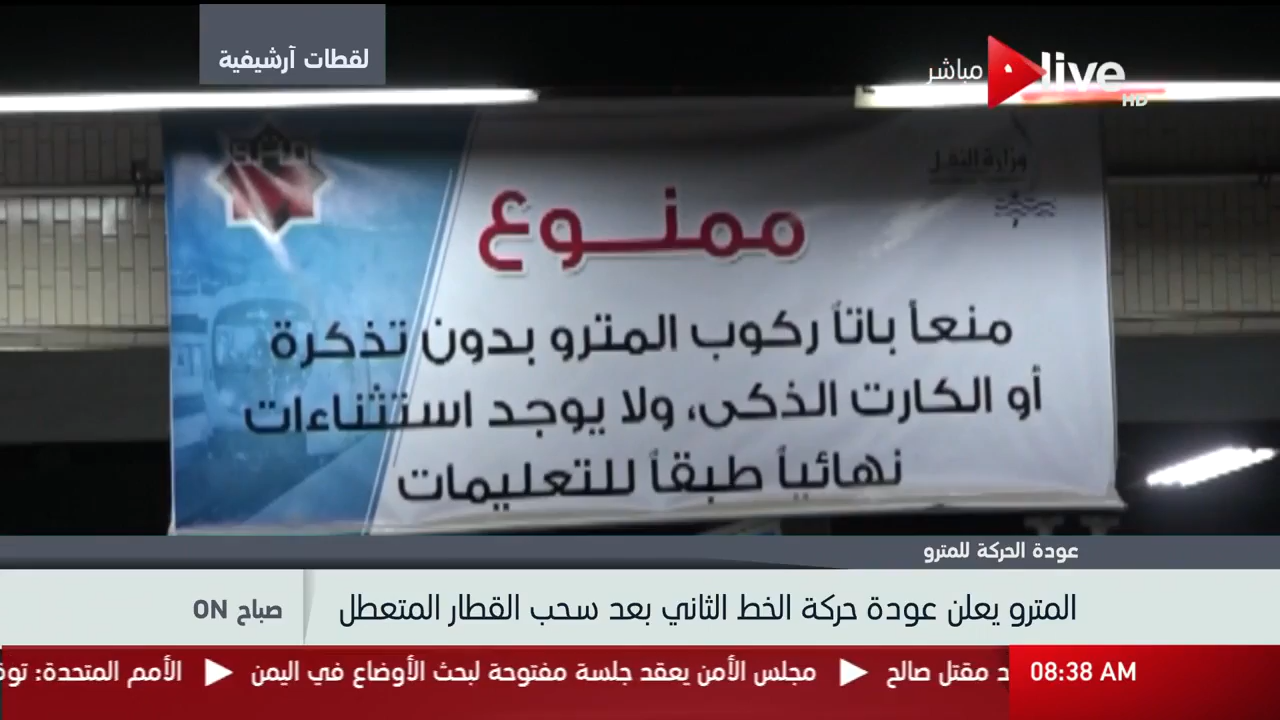 لقطات آرشيفية
مباشر
live
HD
وزارة النقل
ممنــوع
منعاً باتاً ركوب المترو بدون تذكرة
أو الكارت الذكى، ولا يوجد استثناءات
نهائياً طبقاً للتعليمات
عودة الحركة للمترو
المترو يعلن عودة حركة الخط الثاني بعد سحب القطار المتعطل
صباح ON
08:38 AM
مقتل صالح ◀ مجلس الأمن يعقد جلسة مفتوحة لبحث الأوضاع في اليمن ◀ الأمم المتحدة: